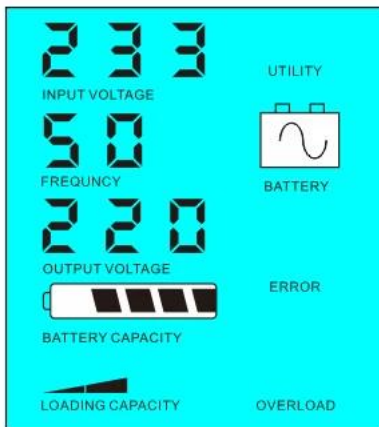 233
UTILITY
INPUT VOLTAGE
50
FREQUNCY
BATTERY
220
OUTPUT VOLTAGE
ERROR
BATTERY CAPACITY
LOADING CAPACITY
OVERLOAD